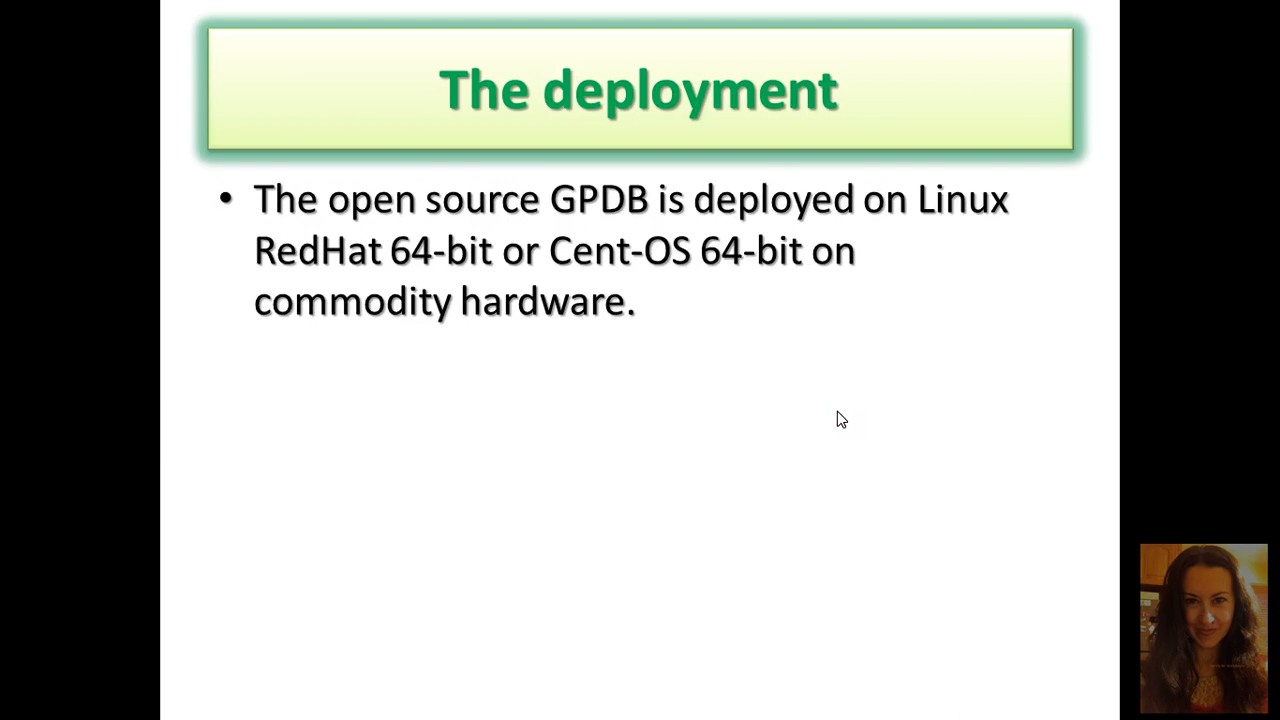 The deployment
• The open source GPDB is deployed on Linux
RedHat 64-bit or Cent-OS 64-bit on
commodity hardware.